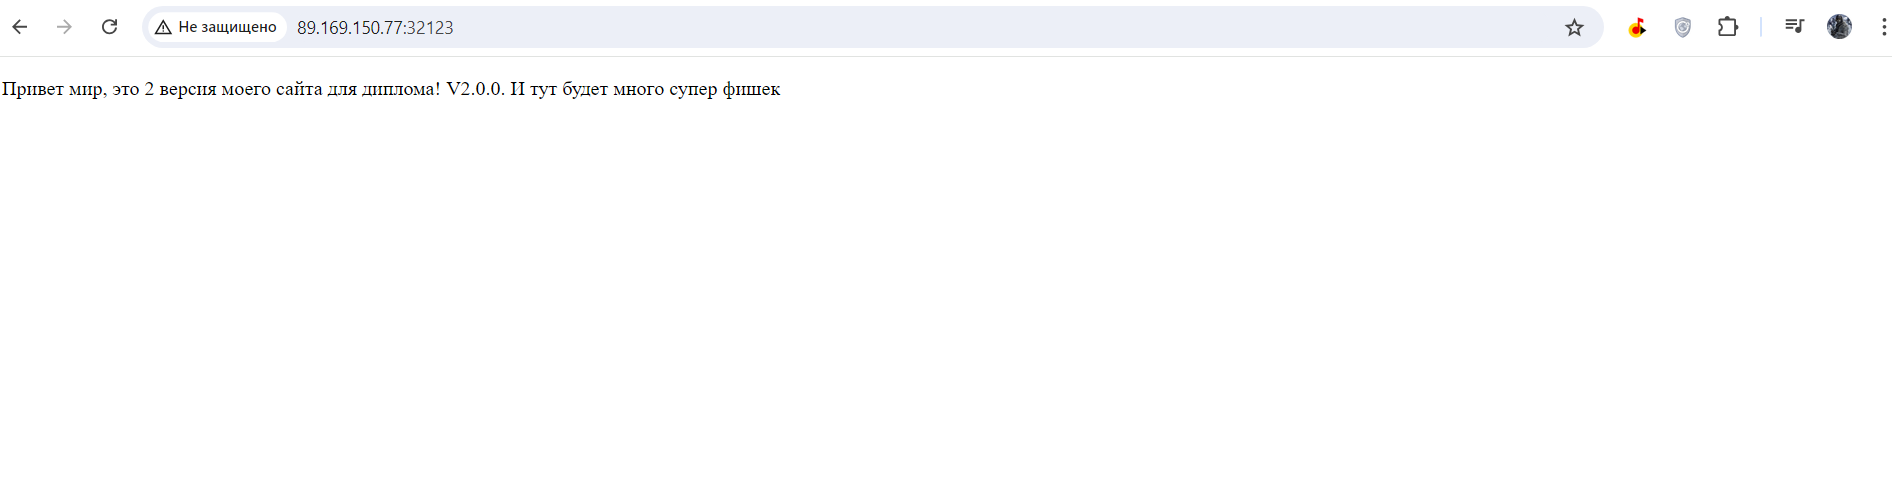 Не защищено 89.169.150.77:32123
Привет мир, это 2 версия моего сайта для диплома! V2.0.0. И тут будет много супер фишек